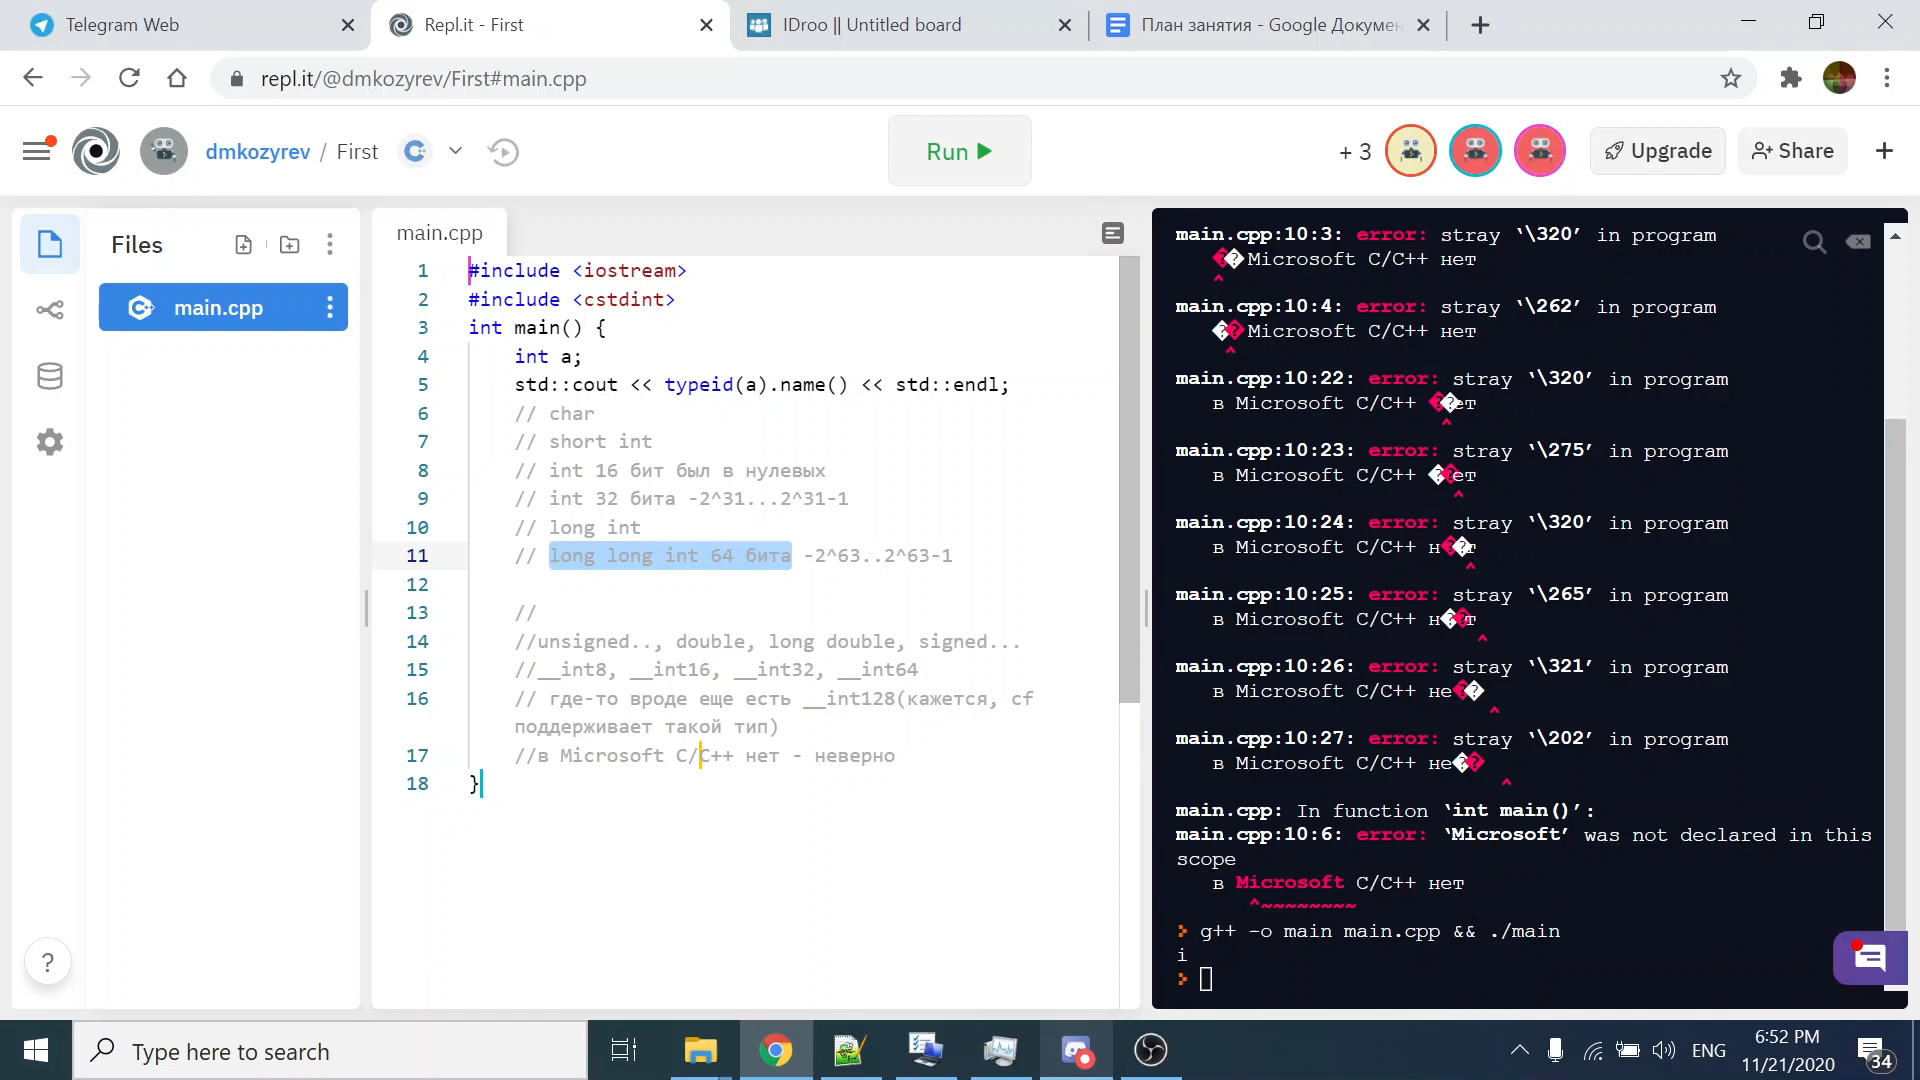 Telegram Web
Repl.it - First
IDroo || Untitled board
План занятия - Google Докумен
repl.it/@dmkozyrev/First#main.cpp
dmkozyrev / First
Run
+ 3
Upgrade
Share
Files
main.cpp
main.cpp
1 #include <iostream>
2 #include <cstdint>
3 int main() {
4 int a;
5 std::cout << typeid(a).name() << std::endl;
6 // char
7 // short int
8 // int 16 бит был в нулевых
9 // int 32 бита -2^31...2^31-1
10 // long int
11 // long long int 64 бита -2^63..2^63-1
12
13 //
14 //unsigned.., double, long double, signed...
15 //__int8, __int16, __int32, __int64
16 // где-то вроде еще есть __int128(кажется, cf
поддерживает такой тип)
17 //в Microsoft C/C++ нет - неверно
18 }
main.cpp:10:3: error: stray ‘\320’ in program
��Microsoft C/C++ нет
^
main.cpp:10:4: error: stray ‘\262’ in program
��Microsoft C/C++ нет
^
main.cpp:10:22: error: stray ‘\320’ in program
в Microsoft C/C++ ��ет
^
main.cpp:10:23: error: stray ‘\275’ in program
в Microsoft C/C++ ��ет
^
main.cpp:10:24: error: stray ‘\320’ in program
в Microsoft C/C++ н��т
^
main.cpp:10:25: error: stray ‘\265’ in program
в Microsoft C/C++ н��т
^
main.cpp:10:26: error: stray ‘\321’ in program
в Microsoft C/C++ не��
^
main.cpp:10:27: error: stray ‘\202’ in program
в Microsoft C/C++ не��
^
main.cpp: In function ‘int main()’:
main.cpp:10:6: error: ‘Microsoft’ was not declared in this
scope
в Microsoft C/C++ нет
^~~~~~~~~
g++ -o main main.cpp && ./main
i
?
Type here to search
ENG
6:52 PM
11/21/2020
34